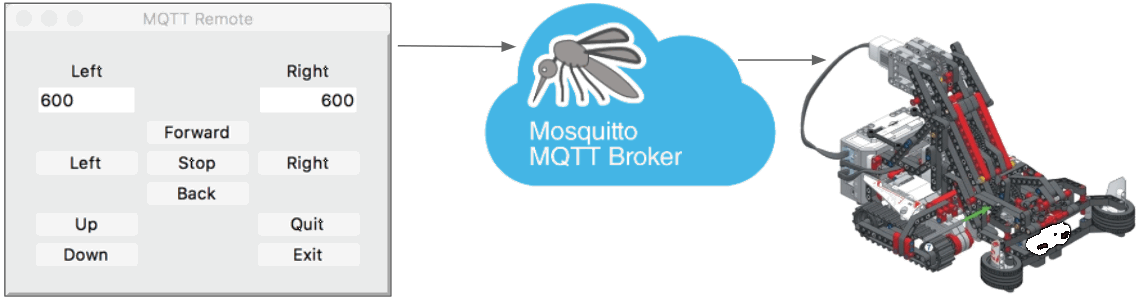 MQTT Remote
Left Right
600 600
Forward
Left Stop Right
Back
Up Quit
Down Exit
Mosquitto
MQTT Broker